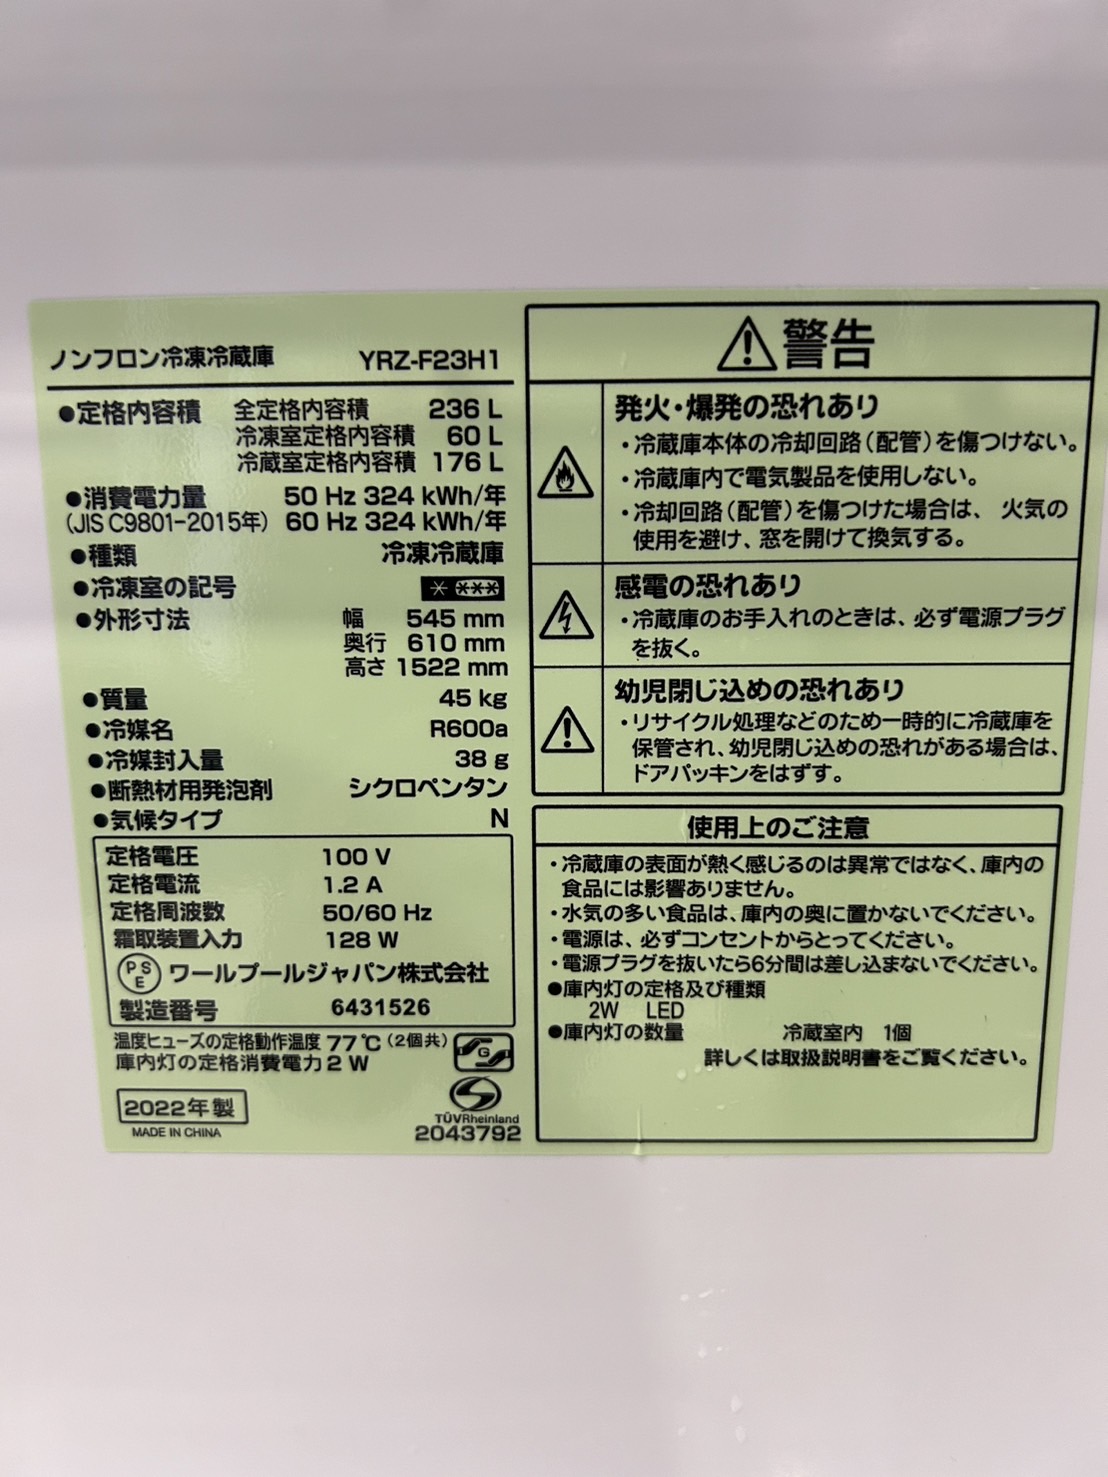 ノンフロン冷凍冷蔵庫 YRZ-F23H1
●定格内容積 全定格内容積 236 L
冷凍室定格内容積 60 L
冷蔵室定格内容積 176 L
●消費電力量 50 Hz 324 kWh/年
(JIS C9801-2015年) 60 Hz 324 kWh/年
●種類 冷凍冷蔵庫
●冷凍室の記号 * ***
●外形寸法 幅 545 mm
奥行 610 mm
高さ 1522 mm
●質量 45 kg
●冷媒名 R600a
●冷媒封入量 38 g
●断熱材用発泡剤 シクロペンタン
●気候タイプ N
定格電圧 100 V
定格電流 1.2 A
定格周波数 50/60 Hz
霜取装置入力 128 W
PSE ワールプールジャパン株式会社
製造番号 6431526
温度ヒューズの定格動作温度 77℃ (2個共)
庫内灯の定格消費電力 2 W
G
2022年製
MADE IN CHINA
TÜVRheinland
2043792
警告
発火・爆発の恐れあり
・冷蔵庫本体の冷却回路(配管)を傷つけない。
・冷蔵庫内で電気製品を使用しない。
・冷却回路(配管)を傷つけた場合は、火気の
使用を避け、窓を開けて換気する。
感電の恐れあり
・冷蔵庫のお手入れのときは、必ず電源プラグ
を抜く。
幼児閉じ込めの恐れあり
・リサイクル処理などのため一時的に冷蔵庫を
保管され、幼児閉じ込めの恐れがある場合は、
ドアパッキンをはずす。
使用上のご注意
・冷蔵庫の表面が熱く感じるのは異常ではなく、庫内の
食品には影響ありません。
・水気の多い食品は、庫内の奥に置かないでください。
・電源は、必ずコンセントからとってください。
・電源プラグを抜いたら6分間は差し込まないでください。
●庫内灯の定格及び種類
2W LED
●庫内灯の数量 冷蔵室内 1個
詳しくは取扱説明書をご覧ください。